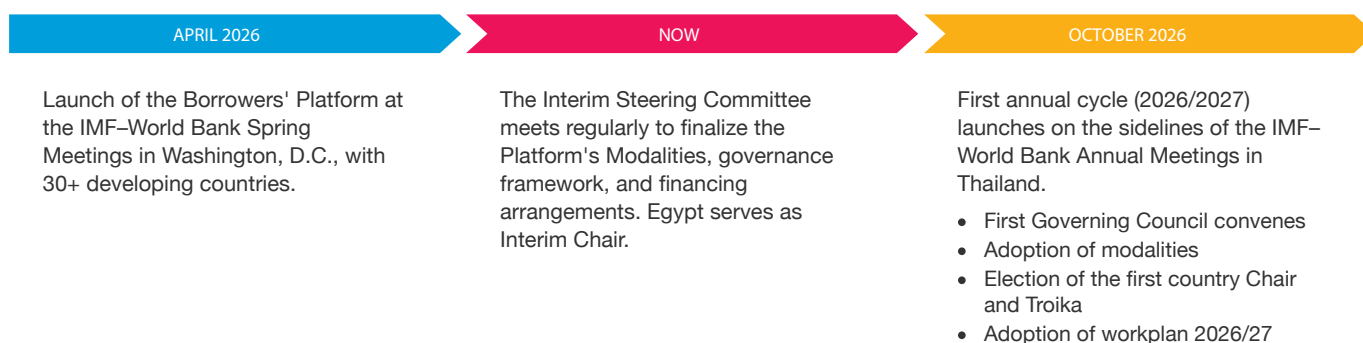 APRIL 2026
Launch of the Borrowers' Platform at
the IMF–World Bank Spring
Meetings in Washington, D.C., with
30+ developing countries.
NOW
The Interim Steering Committee
meets regularly to finalize the
Platform's Modalities, governance
framework, and financing
arrangements. Egypt serves as
Interim Chair.
OCTOBER 2026
First annual cycle (2026/2027)
launches on the sidelines of the IMF–
World Bank Annual Meetings in
Thailand.
• First Governing Council convenes
• Adoption of modalities
• Election of the first country Chair
and Troika
• Adoption of workplan 2026/27